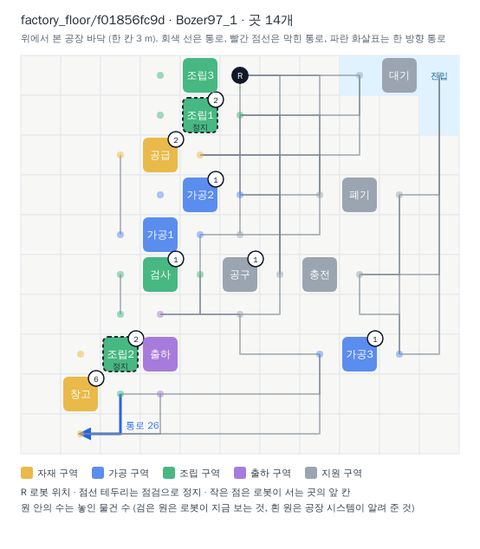 factory_floor/f01856fc9d · Bozer97_1 · 곳 14개
위에서 본 공장 바닥 (한 칸 3 m). 회색 선은 통로, 빨간 점선은 막힌 통로, 파란 화살표는 한 방향 통로
조립3
R
대기
진입
2
조립1
정지
2
공급
1
가공2
폐기
가공1
1
검사
1
공구
충전
2
조립2
정지
출하
1
가공3
6
창고
통로 26
자재 구역
가공 구역
조립 구역
출하 구역
지원 구역
R 로봇 위치 · 점선 테두리는 점검으로 정지 · 작은 점은 로봇이 서는 곳의 앞 칸
원 안의 수는 놓인 물건 수 (검은 원은 로봇이 지금 보는 것, 흰 원은 공장 시스템이 알려 준 것)